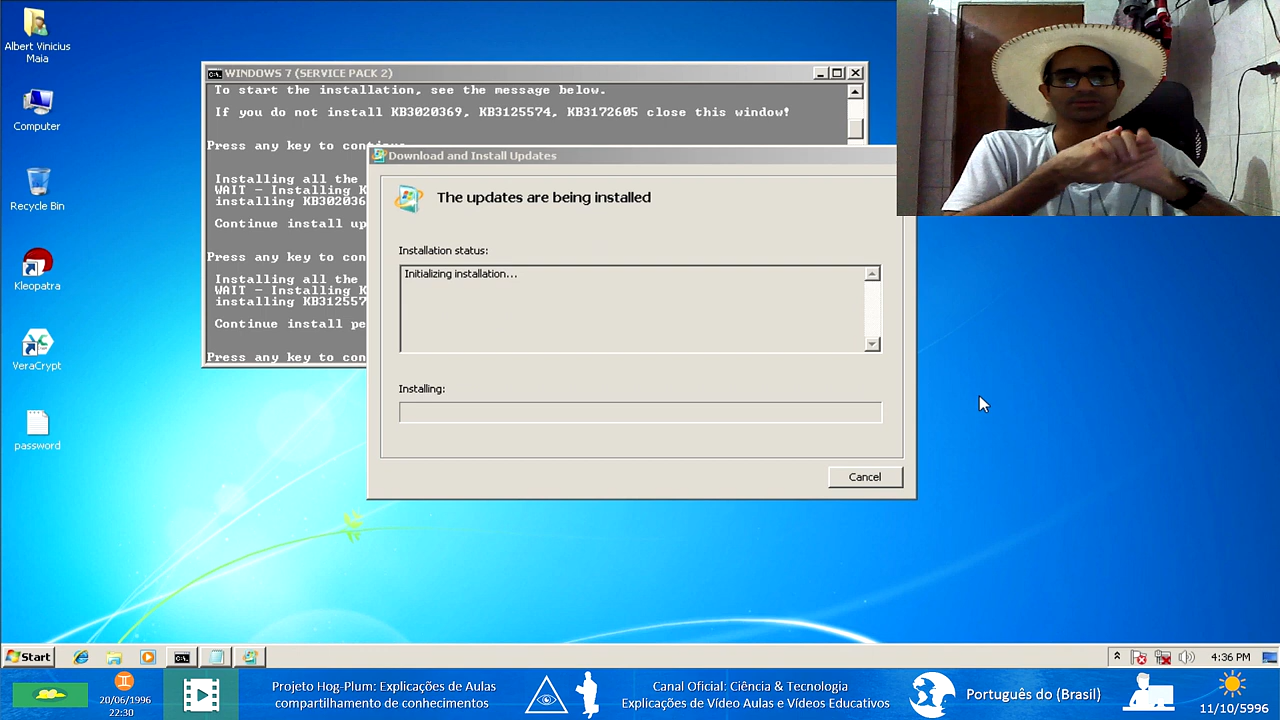 Albert Vinicius
Maia
Computer
Recycle Bin
Kleopatra
VeraCrypt
password
WINDOWS 7 (SERVICE PACK 2)
To start the installation, see the message below.
If you do not install KB3020369, KB3125574, KB3172605 close this window!
Press any key to continue
Installing all the
WAIT - Installing K
installing KB302036
Continue install up
Press any key to con
Installing all the
WAIT - Installing K
installing KB312557
Continue install pe
Press any key to con
Download and Install Updates
The updates are being installed
Installation status:
Initializing installation...
Installing:
Cancel
Start
4:36 PM
20/06/1996
22:30
Projeto Hog-Plum: Explicações de Aulas
compartilhamento de conhecimentos
Canal Oficial: Ciência & Tecnologia
Explicações de Vídeo Aulas e Vídeos Educativos
Português do (Brasil)
11/10/5996